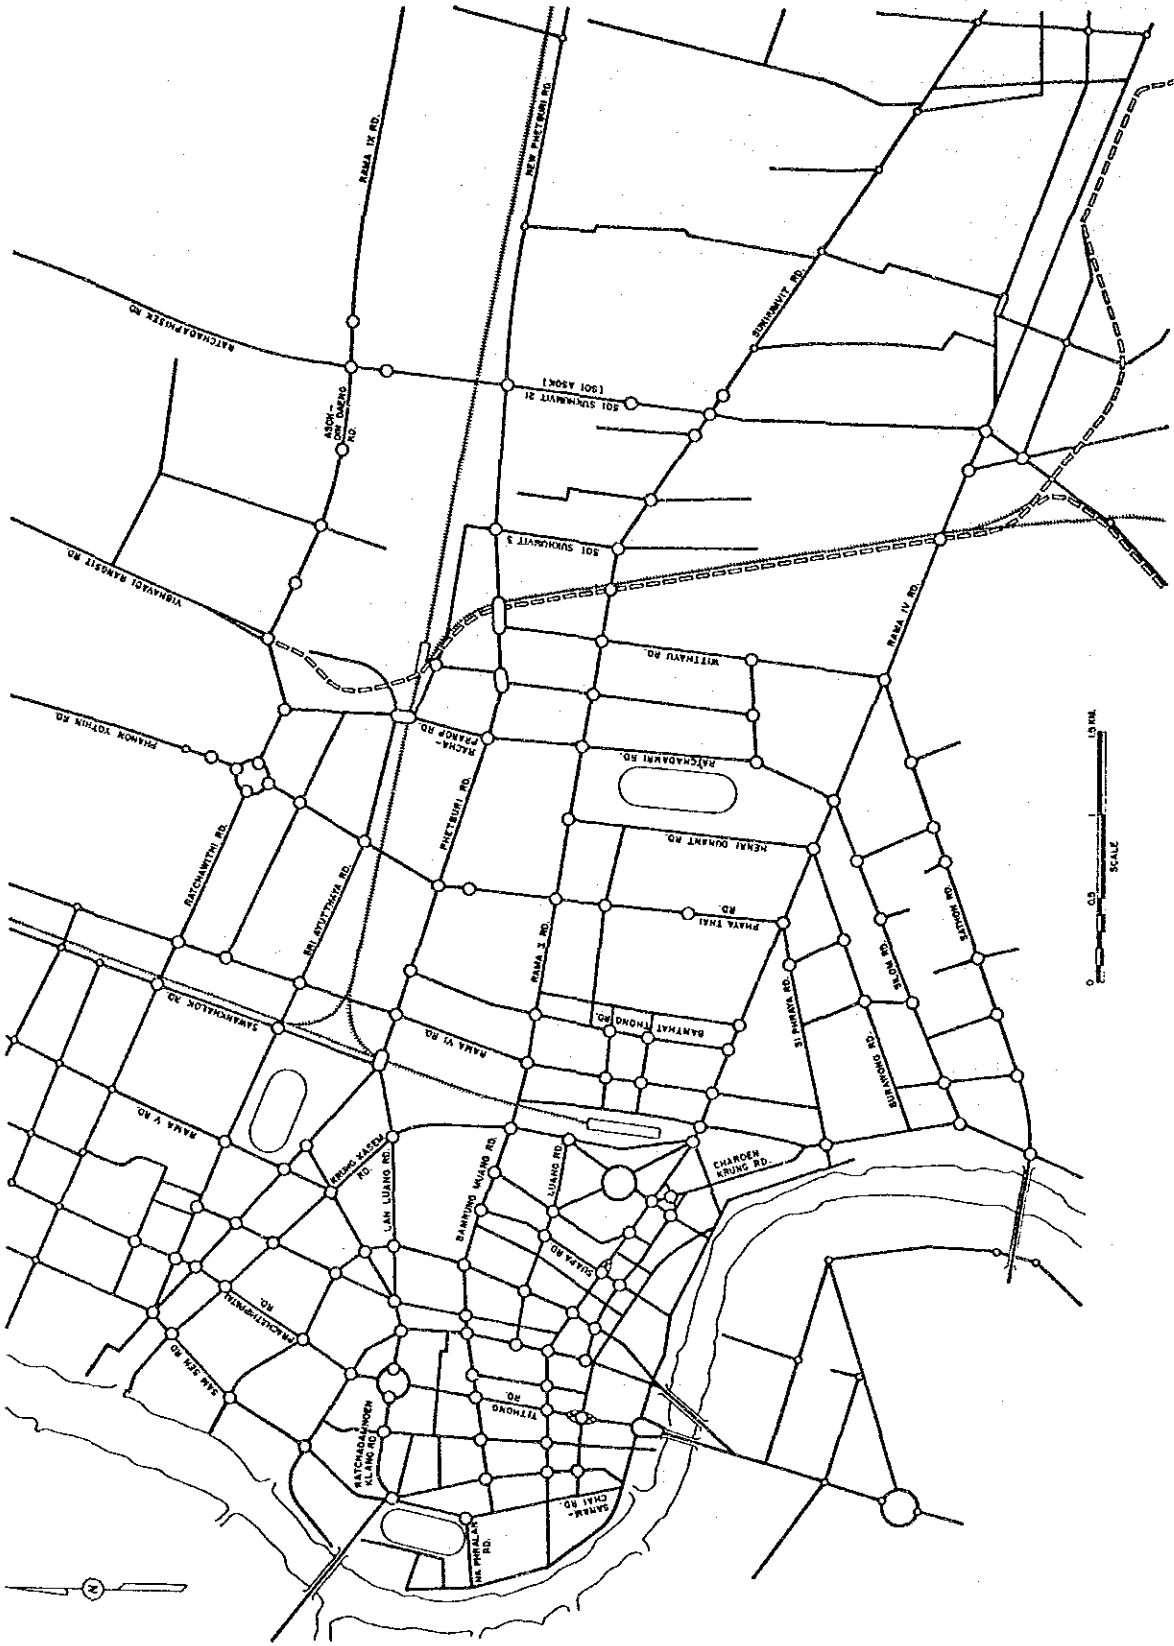 RAMA IX RD.
NEW PHETBURI RD.
RATCHADAPHISEK RD
ASOK-
DIN DAENG
RD.
SOI SUKHUMVIT 21
[SOI ASOK]
SUKHUMVIT RD.
VIBHAVADI RANGSIT RD.
SOI SUKHUMVIT 3
RAMA IV RD.
WITTHAYU RD.
PHAHON YOTHIN RD.
RACHA-
PRAROP RD.
RATCHADAMRI RD.
PHETBURI RD.
HENRI DUNANT RD.
RATCHAWITHI RD.
SRI AYUTTHAYA RD.
PHAYA THAI
RD.
RAMA I RD.
SILOM RD.
SATHON RD.
SI PHRAYA RD.
SURAWONG RD.
BANTHAT THONG RD.
SAWANKHALOK RD.
RAMA VI RD.
RAMA V RD.
KRUNG KASEM
RD.
LAN LUANG RD.
BAMRUNG MUANG RD.
LUANG RD.
CHAROEN
KRUNG RD.
SUAPA RD.
PRACHATHIPATAI
RD.
SAM SEN RD
RATCHADAMNOEN
KLANG RD
TITHONG
RD.
SANAM-
CHAI RD.
NA PHRALAN
RD.
N
0 0.5 1 1.5 KM.
SCALE